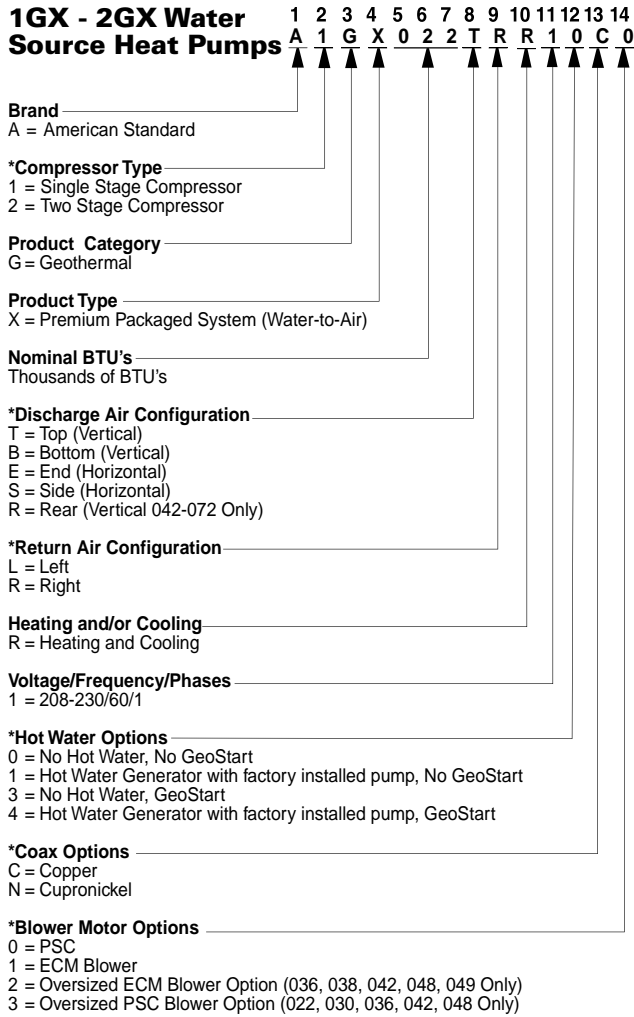 1GX - 2GX Water
Source Heat Pumps
1 2 3 4 5 6 7 8 9 10 11 12 13 14
A 1 G X 0 2 2 T R R 1 0 C 0
Brand
A = American Standard
*Compressor Type
1 = Single Stage Compressor
2 = Two Stage Compressor
Product Category
G = Geothermal
Product Type
X = Premium Packaged System (Water-to-Air)
Nominal BTU's
Thousands of BTU's
*Discharge Air Configuration
T = Top (Vertical)
B = Bottom (Vertical)
E = End (Horizontal)
S = Side (Horizontal)
R = Rear (Vertical 042-072 Only)
*Return Air Configuration
L = Left
R = Right
Heating and/or Cooling
R = Heating and Cooling
Voltage/Frequency/Phases
1 = 208-230/60/1
*Hot Water Options
0 = No Hot Water, No GeoStart
1 = Hot Water Generator with factory installed pump, No GeoStart
3 = No Hot Water, GeoStart
4 = Hot Water Generator with factory installed pump, GeoStart
*Coax Options
C = Copper
N = Cupronickel
*Blower Motor Options
0 = PSC
1 = ECM Blower
2 = Oversized ECM Blower Option (036, 038, 042, 048, 049 Only)
3 = Oversized PSC Blower Option (022, 030, 036, 042, 048 Only)